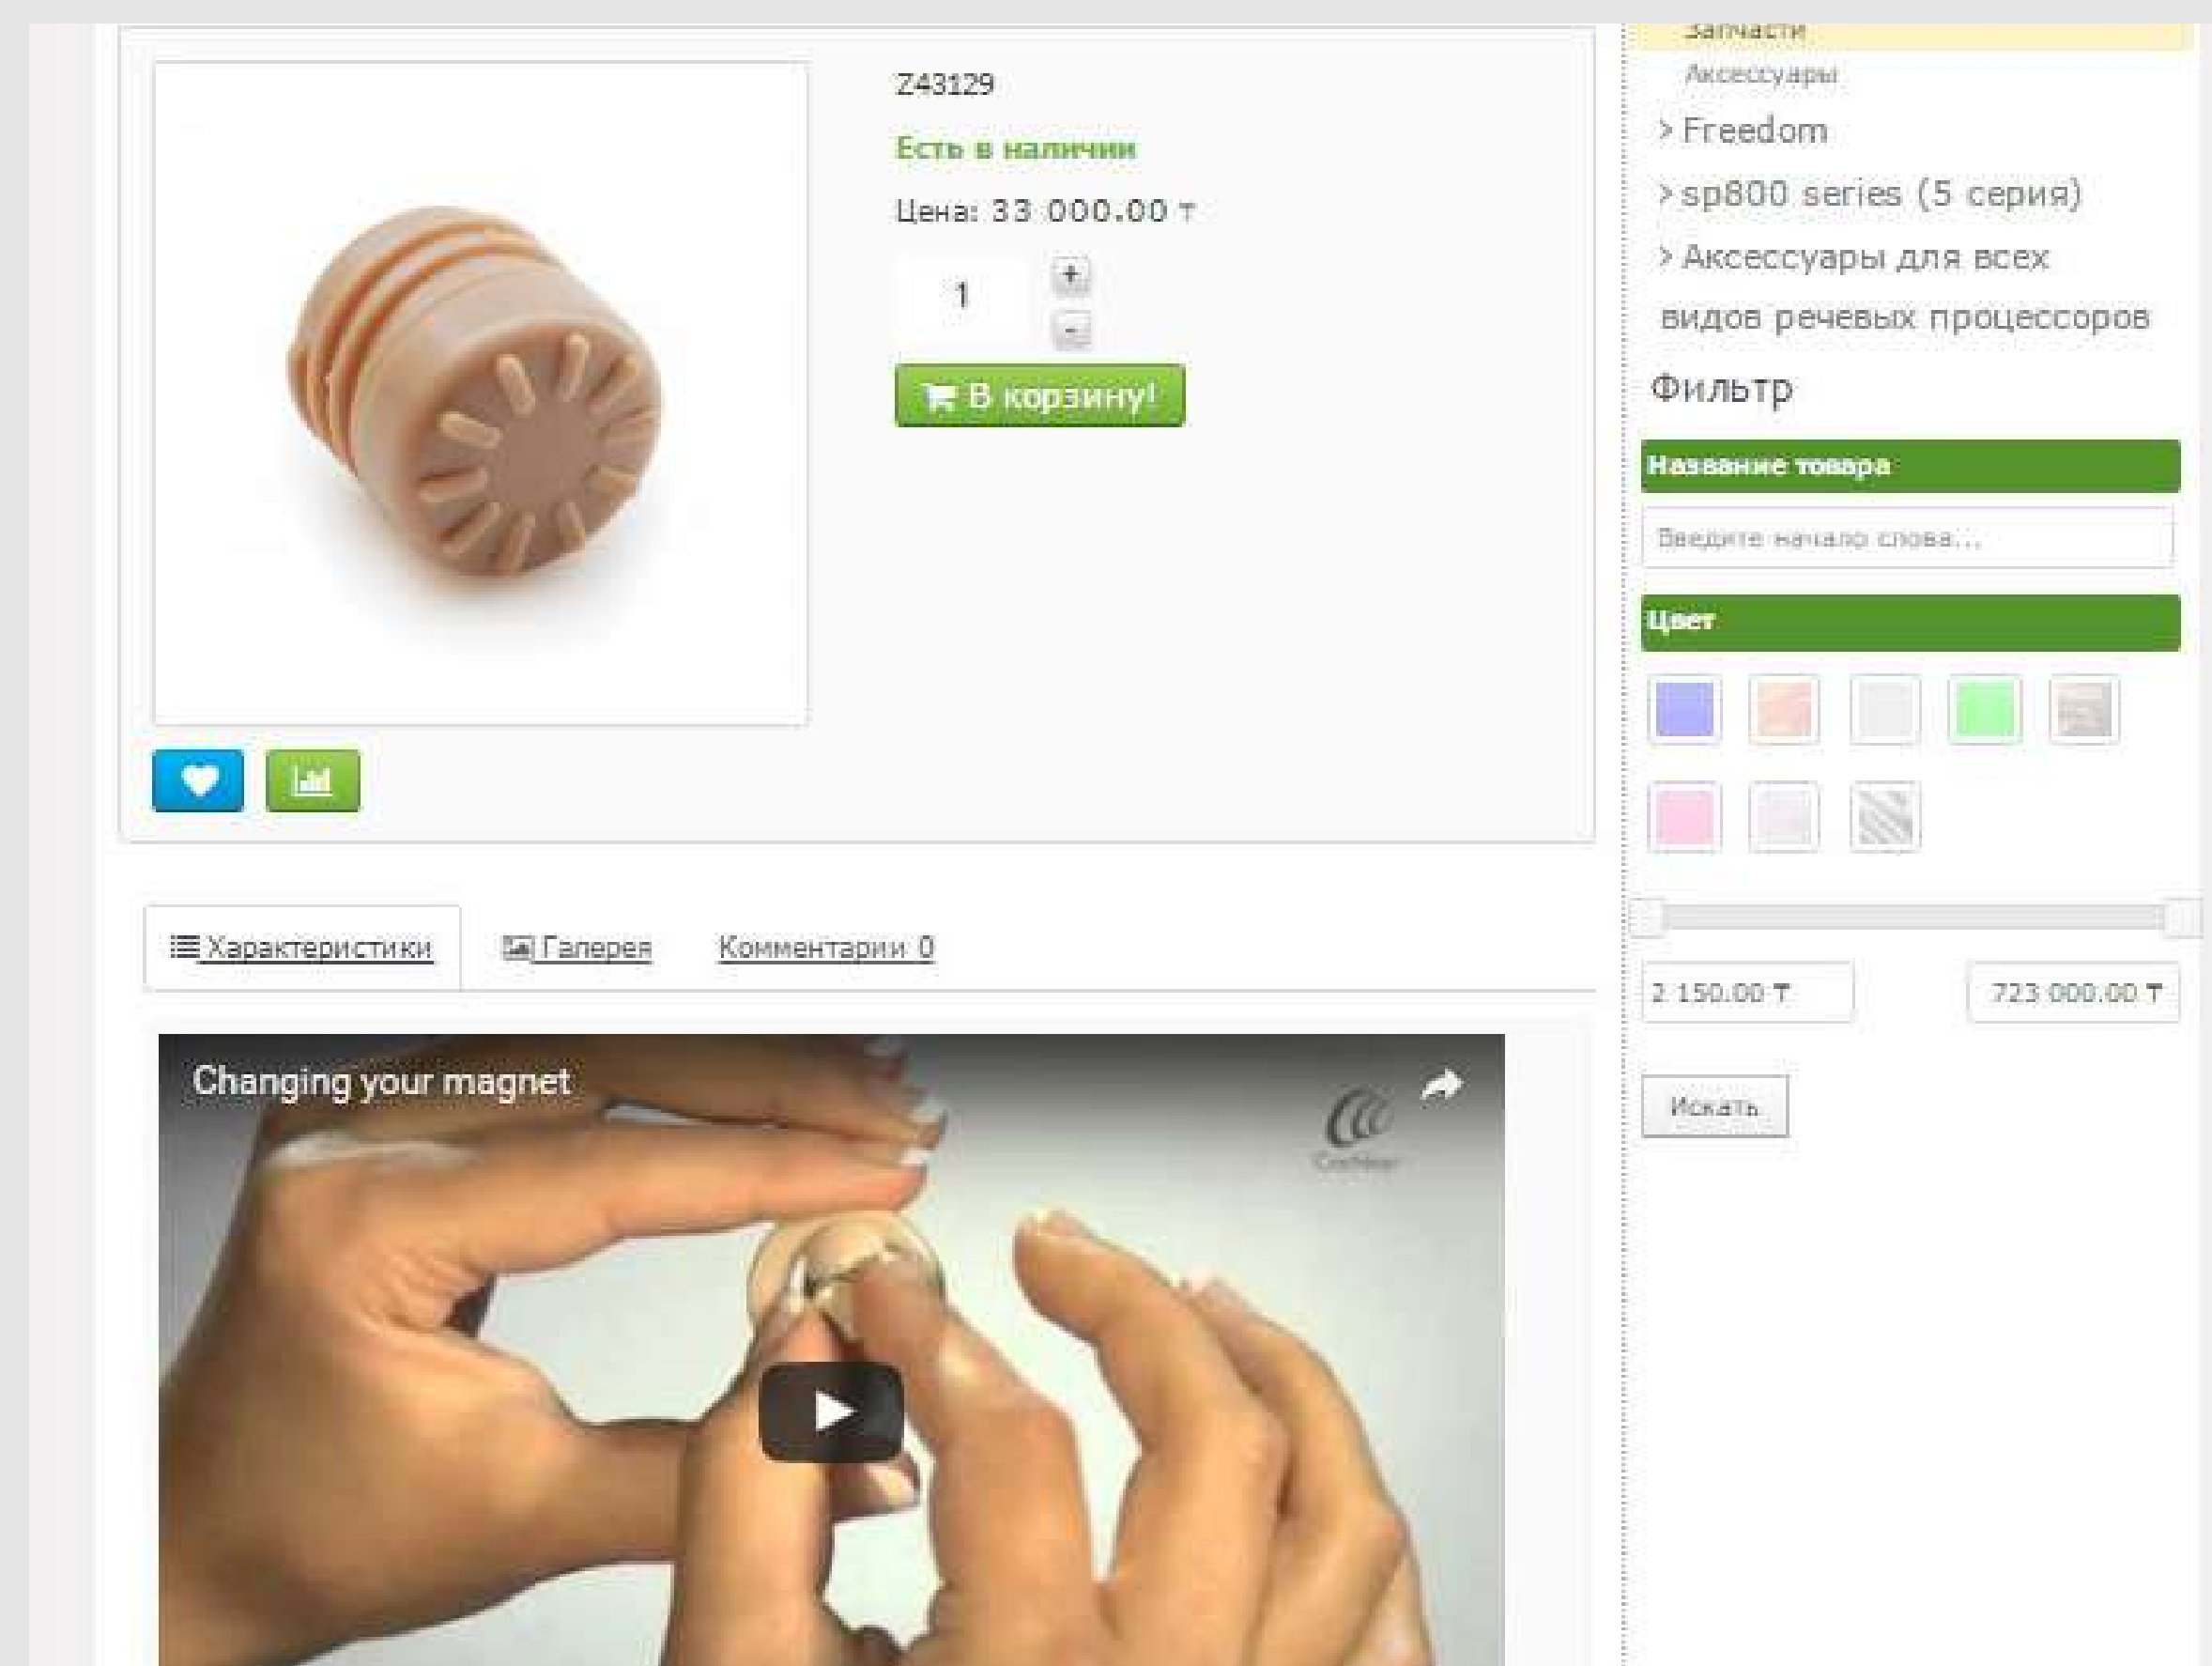 Z43129
Есть в наличии
Цена: 33 000.00 ₸
1
+
-
В корзину!
Характеристики
Галерея
Комментарии 0
Changing your magnet
Cochlear
Запчасти
Аксессуары
> Freedom
> sp800 series (5 серия)
> Аксессуары для всех
видов речевых процессоров
Фильтр
Название товара
Введите начало слова...
Цвет
2 150.00 ₸
723 000.00 ₸
Искать